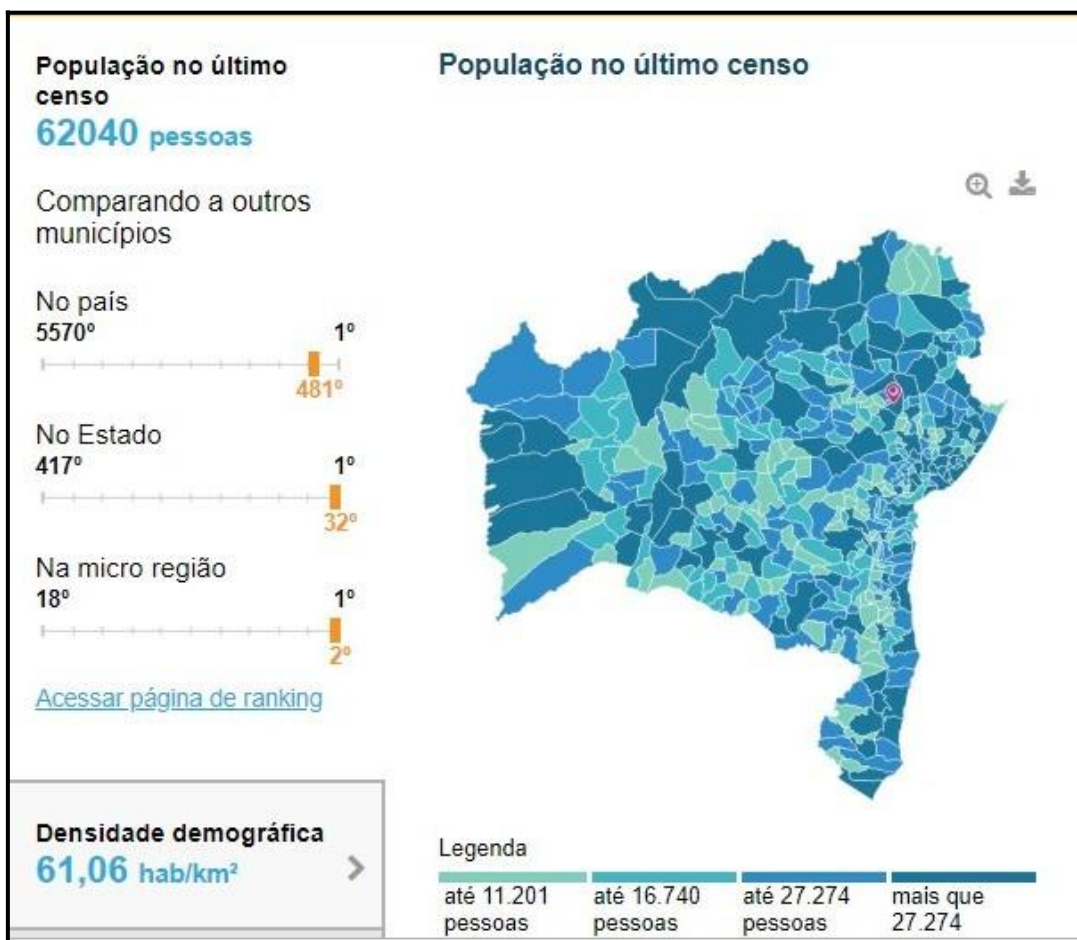 População no último
censo
62040 pessoas
Comparando a outros
municípios
No país
5570º 1º
481º
No Estado
417º 1º
32º
Na micro região
18º 1º
2º
Acessar página de ranking
Densidade demográfica
61,06 hab/km²
População no último censo
Legenda
até 11.201
pessoas
até 16.740
pessoas
até 27.274
pessoas
mais que
27.274